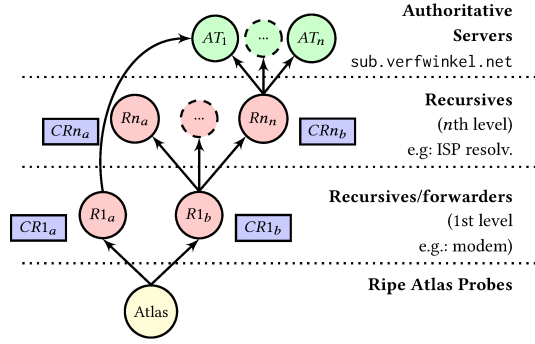 Authoritative
Servers
sub.verfwinkel.net
AT1 ... ATn
Recursives
(nth level)
e.g: ISP resolv.
CRna Rna ... Rnn CRnb
Recursives/forwarders
(1st level
e.g.: modem)
CR1a R1a R1b CR1b
Ripe Atlas Probes
Atlas